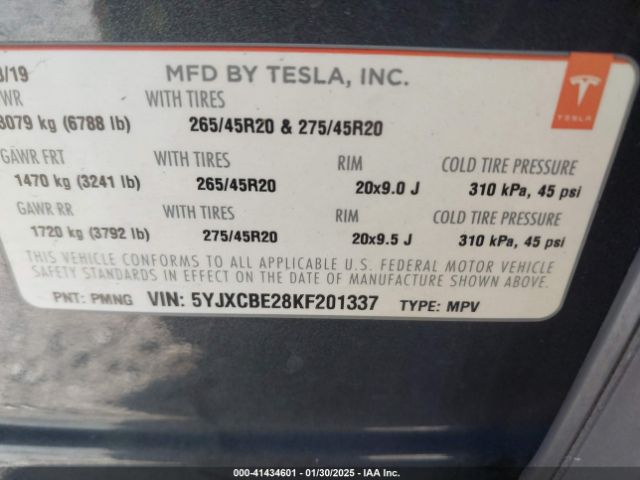 /19 MFD BY TESLA, INC.
WR WITH TIRES
3079 kg (6788 lb) 265/45R20 & 275/45R20
TESLA
GAWR FRT WITH TIRES RIM COLD TIRE PRESSURE
1470 kg (3241 lb) 265/45R20 20x9.0 J 310 kPa, 45 psi
GAWR RR WITH TIRES RIM COLD TIRE PRESSURE
1720 kg (3792 lb) 275/45R20 20x9.5 J 310 kPa, 45 psi
THIS VEHICLE CONFORMS TO ALL APPLICABLE U.S. FEDERAL MOTOR VEHICLE
SAFETY STANDARDS IN EFFECT ON THE DATE OF MANUFACTURE SHOWN ABOVE.
PNT: PMNG VIN: 5YJXCBE28KF201337 TYPE: MPV
000-41434601 - 01/30/2025 - IAA Inc.